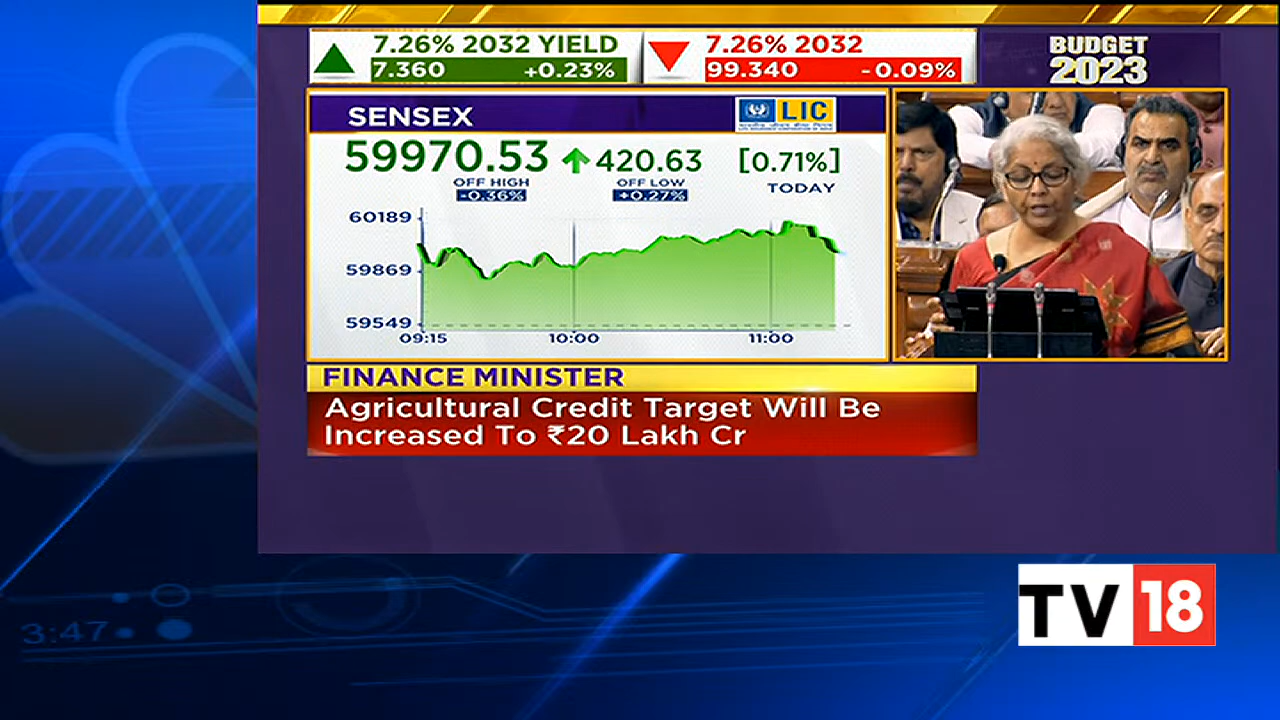 7.26% 2032 YIELD
7.360 +0.23%
7.26% 2032
99.340 -0.09%
BUDGET
2023
SENSEX
LIC
59970.53 420.63 [0.71%]
OFF HIGH
-0.36%
OFF LOW
+0.27%
TODAY
60189
59869
59549
09:15 10:00 11:00
FINANCE MINISTER
Agricultural Credit Target Will Be
Increased To ₹20 Lakh Cr
3:47
TV18